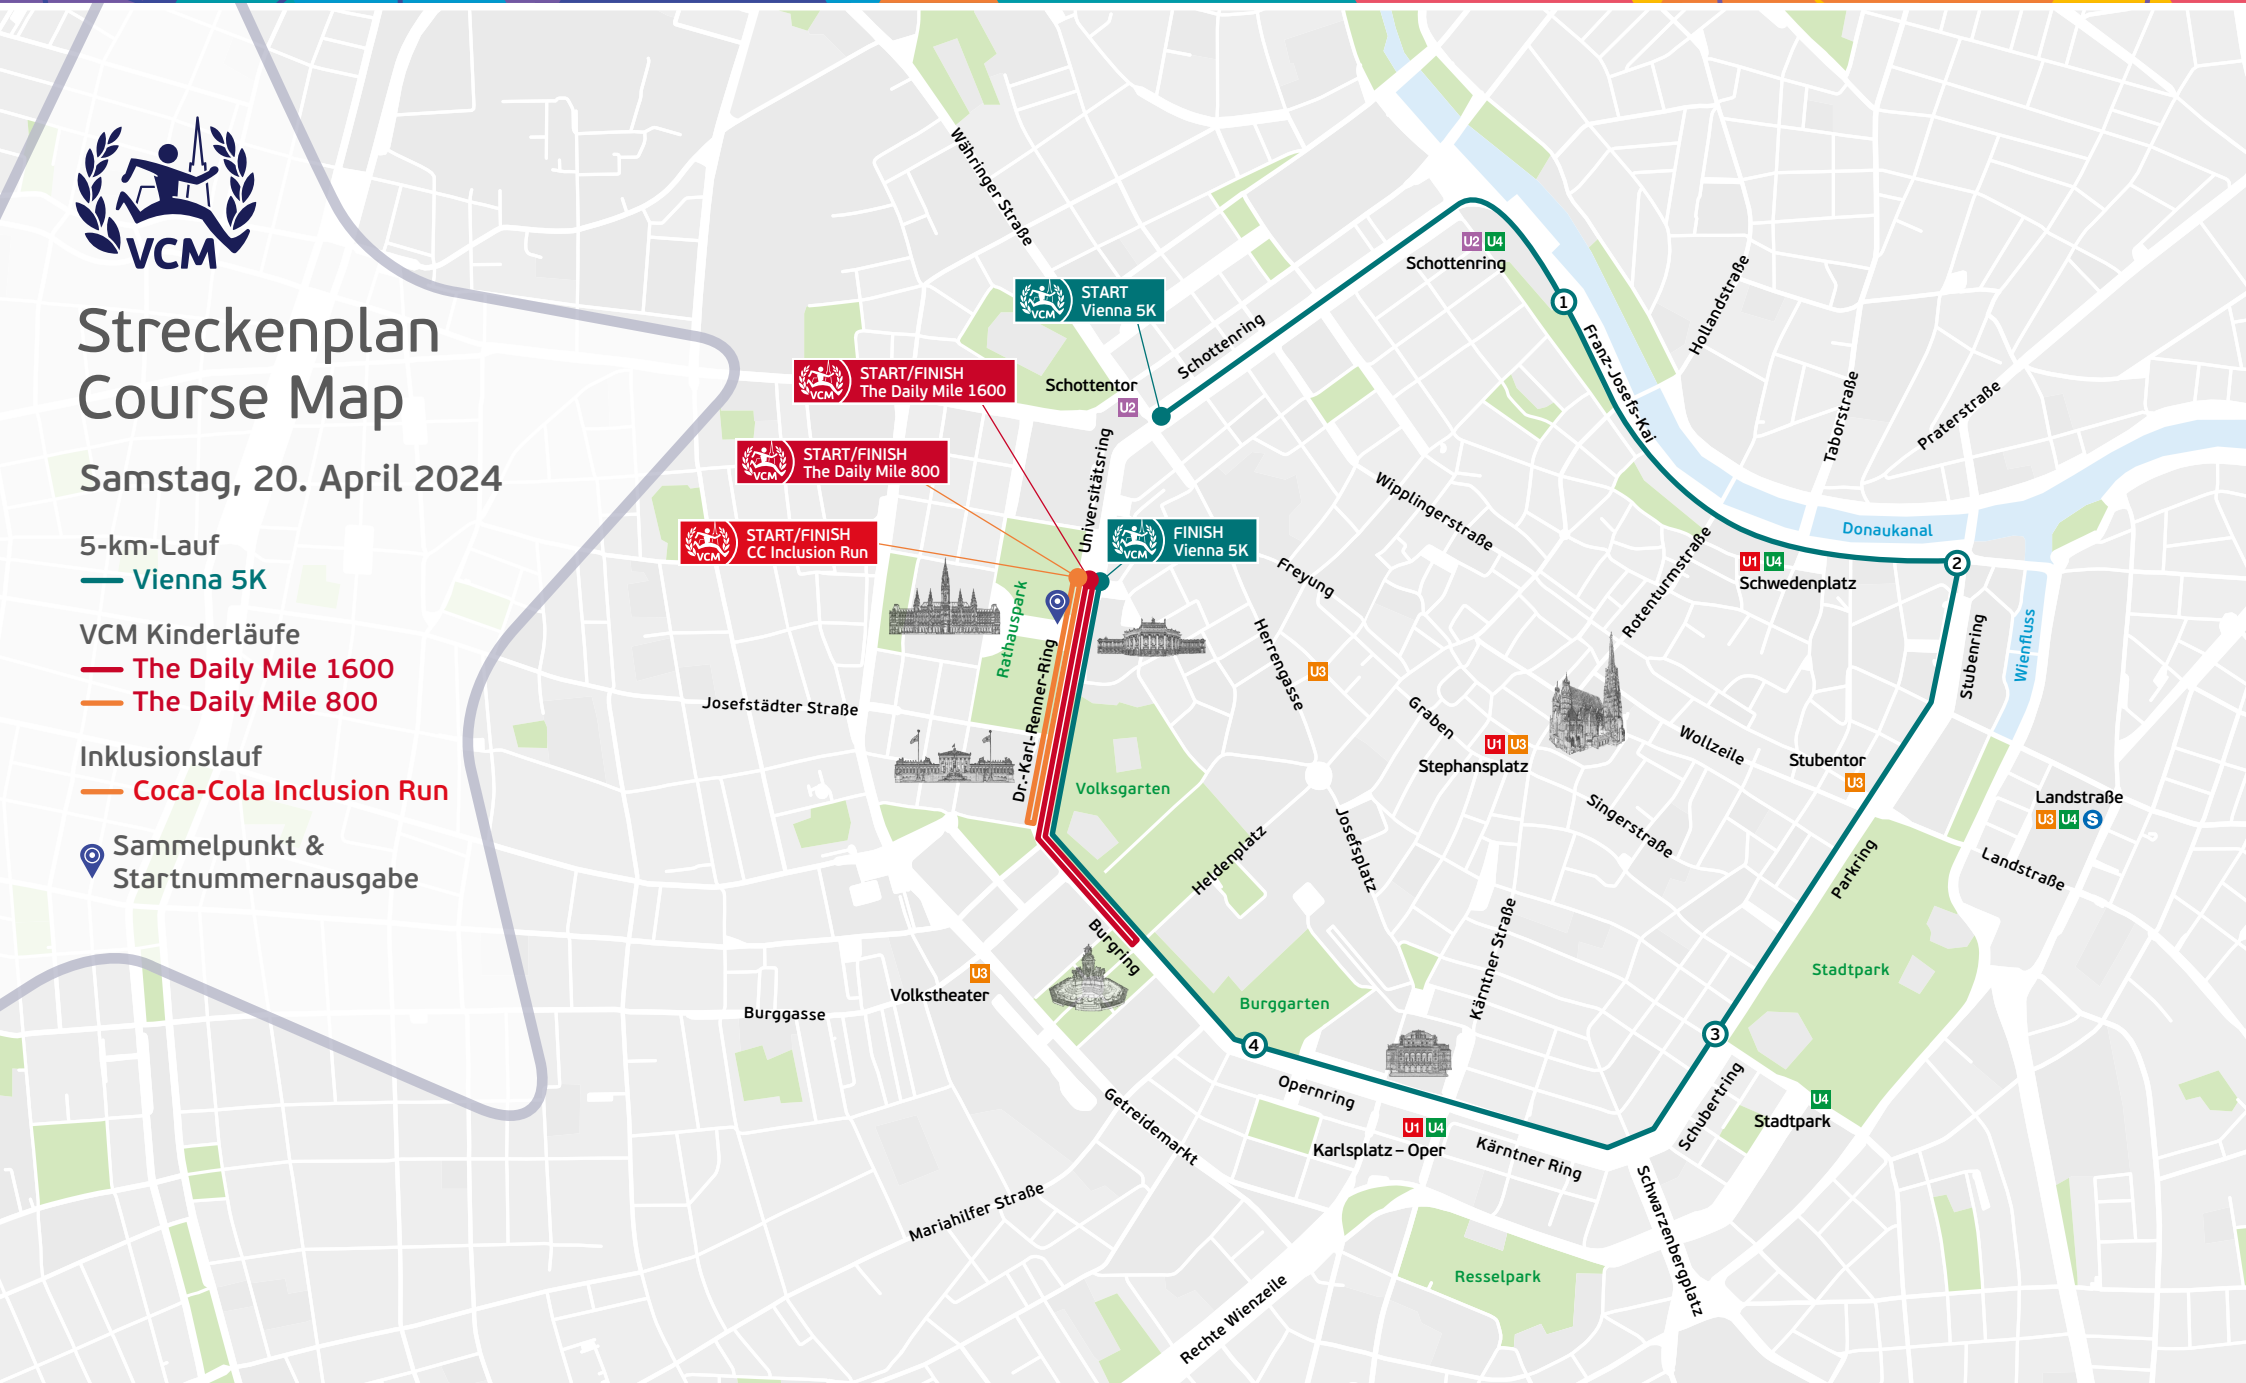 VCM
Streckenplan
Course Map
Samstag, 20. April 2024
5-km-Lauf
Vienna 5K
VCM Kinderläufe
The Daily Mile 1600
The Daily Mile 800
Inklusionslauf
Coca-Cola Inclusion Run
Sammelpunkt &
Startnummernausgabe
Währinger Straße
VCM
START
Vienna 5K
Schottenring
U2 U4
Schottenring
1
Franz-Josefs-Kai
Hollandstraße
Taborstraße
Praterstraße
VCM
START/FINISH
The Daily Mile 1600
Schottentor
U2
VCM
START/FINISH
The Daily Mile 800
Universitätsring
VCM
START/FINISH
CC Inclusion Run
VCM
FINISH
Vienna 5K
Wipplingerstraße
Freyung
Rotenturmstraße
Donaukanal
U1 U4
Schwedenplatz
2
Stubenring
Wienfluss
Rathauspark
Herrengasse
U3
Josefstädter Straße
Dr.-Karl-Renner-Ring
Graben
U1 U3
Stephansplatz
Wollzeile
Stubentor
U3
Landstraße
U3 U4 S
Landstraße
Volksgarten
Heldenplatz
Josefsplatz
Singerstraße
Parkring
Burgring
U3
Volkstheater
Burggasse
Burggarten
Kärntner Straße
Stadtpark
3
4
Opernring
U1 U4
Karlsplatz – Oper
Kärntner Ring
Schubertring
U4
Stadtpark
Getreidemarkt
Mariahilfer Straße
Schwarzenbergplatz
Resselpark
Rechte Wienzeile